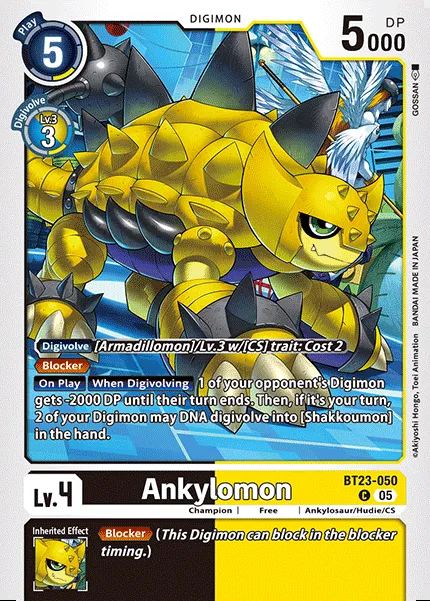 DIGIMON
Play
5
DP
5000
Digivolve
Lv.3
3
GOSSAN
©Akiyoshi Hongo, Toei Animation BANDAI MADE IN JAPAN
Digivolve [Armadillomon]/Lv.3 w/[CS] trait: Cost 2
Blocker
On Play When Digivolving 1 of your opponent's Digimon
gets -2000 DP until their turn ends. Then, if it's your turn,
2 of your Digimon may DNA digivolve into [Shakkoumon]
in the hand.
Lv.4
Ankylomon
BT23-050
C 05
Champion | Free | Ankylosaur/Hudie/CS
Inherited Effect
Blocker (This Digimon can block in the blocker
timing.)